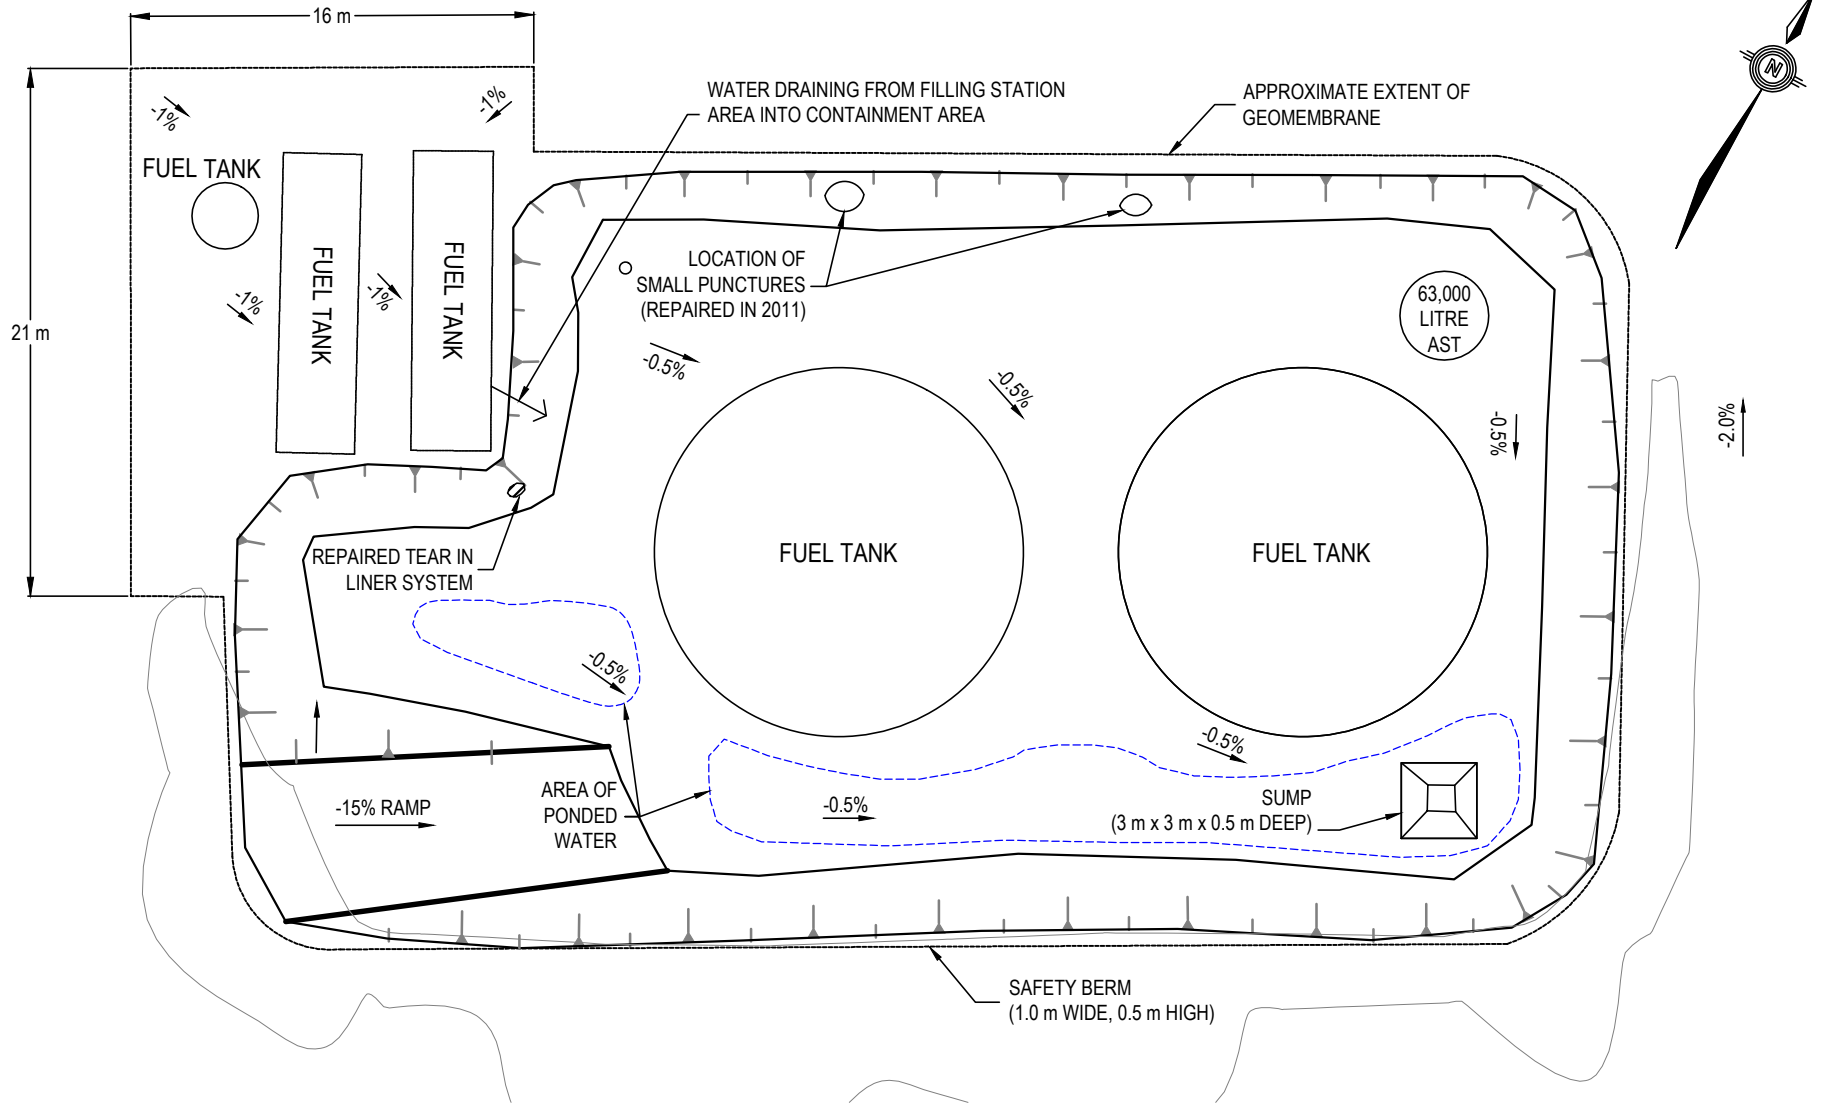 16 m
21 m
-1%
-1%
FUEL TANK
FUEL TANK
FUEL TANK
-1%
-1%
WATER DRAINING FROM FILLING STATION
AREA INTO CONTAINMENT AREA
APPROXIMATE EXTENT OF
GEOMEMBRANE
N
LOCATION OF
SMALL PUNCTURES
(REPAIRED IN 2011)
63,000
LITRE
AST
-0.5%
-0.5%
-0.5%
-2.0%
FUEL TANK
FUEL TANK
REPAIRED TEAR IN
LINER SYSTEM
-0.5%
-0.5%
-15% RAMP
AREA OF
PONDED
WATER
-0.5%
SUMP
(3 m x 3 m x 0.5 m DEEP)
SAFETY BERM
(1.0 m WIDE, 0.5 m HIGH)